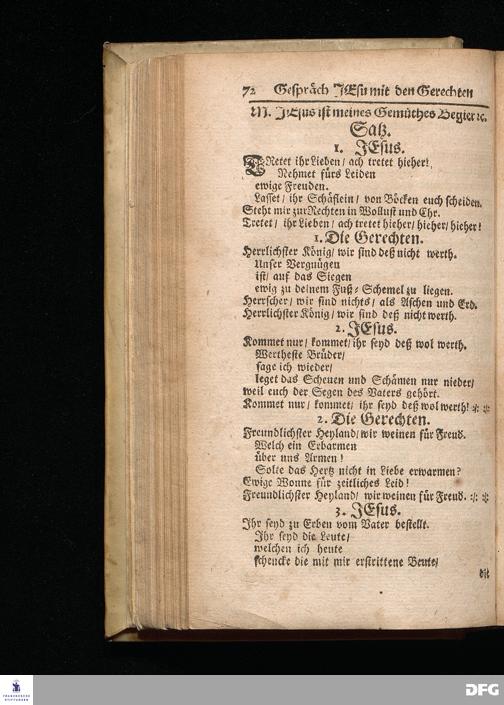 72 Gespräch JEsu mit den Gerechten
M. JEsus ist meines Gemüthes Begier ꝛc.
Satz.
1. JEsus.
TRetet ihr Lieben/ ach tretet hieher!
Nehmet fürs Leiden
ewige Freuden.
Lasset/ ihr Schäflein/ von Böcken euch scheiden.
Steht mir zur Rechten in Wollust und Ehr.
Tretet/ ihr Lieben/ ach tretet hieher/ hieher/ hieher!
1. Die Gerechten.
Herrlichster König/ wir sind deß nicht werth.
Unser Vergnügen
ist/ auf das Siegen
ewig zu deinem Fuß-Schemel zu liegen.
Herrscher/ wir sind nichts/ als Aschen und Erd.
Herrlichster König/ wir sind deß nicht werth.
2. JEsus.
Kommet nur/ kommet/ ihr seyd deß wol werth.
Wertheste Brüder/
sage ich wieder/
leget das Scheuen und Schämen nur nieder/
weil euch der Segen des Vaters gehört.
Kommet nur/ kommet/ ihr seyd deß wol werth! :|: :|:
2. Die Gerechten.
Freundlichster Heyland/ wir weinen für Freud.
Welch ein Erbarmen
über uns Armen!
Solte das Hertz nicht in Liebe erwarmen?
Ewige Wonne für zeitliches Leid!
Freundlichster Heyland/ wir weinen für Freud. :|: :|:
3. JEsus.
Ihr seyd zu Erben vom Vater bestellt.
Ihr seyd die Leute/
welchen ich heute
schencke die mit mir erstrittene Beute/
die
FRANCKESCHE STIFTUNGEN
DFG